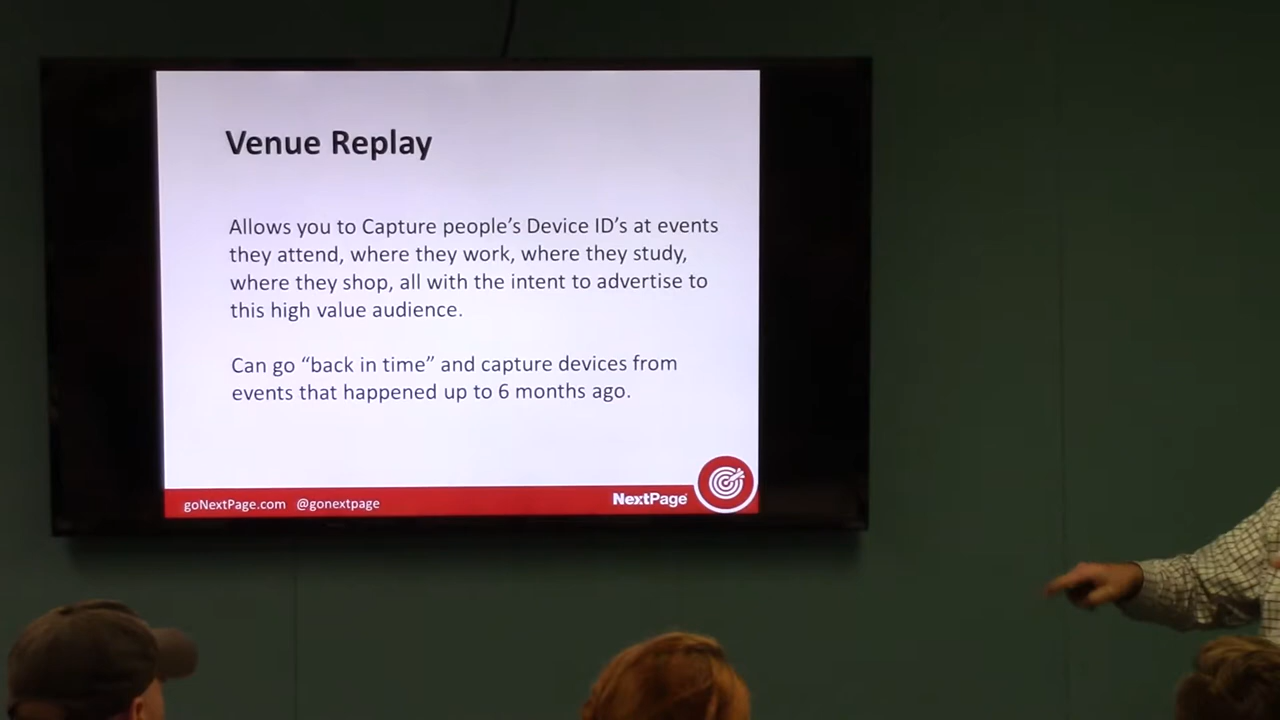 Venue Replay
Allows you to Capture people’s Device ID’s at events
they attend, where they work, where they study,
where they shop, all with the intent to advertise to
this high value audience.
Can go “back in time” and capture devices from
events that happened up to 6 months ago.
goNextPage.com @gonextpage
NextPage